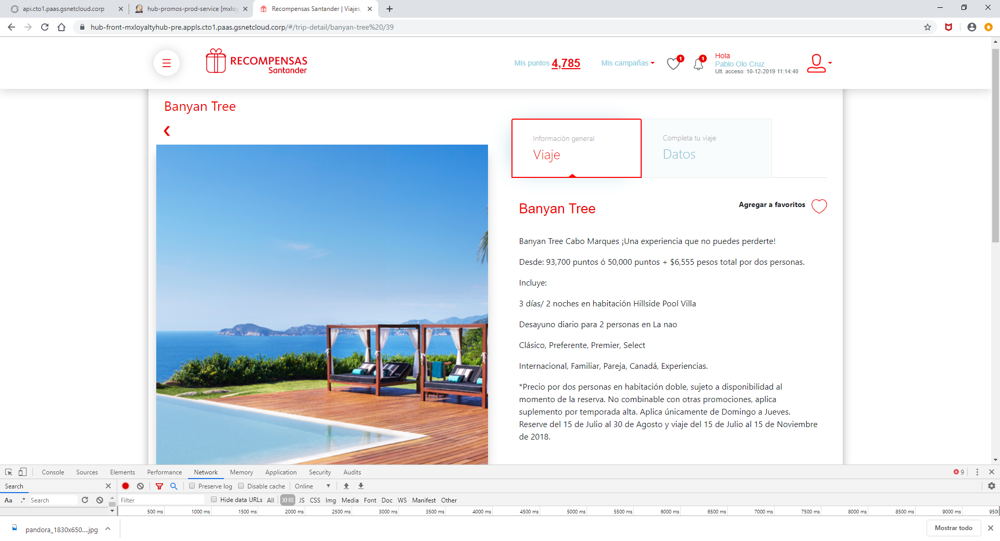 api.cto1.paas.gsnetcloud.corp
hub-promos-prod-service [mxloy
Recompensas Santander | Viajes,
hub-front-mxloyaltyhub-pre.appls.cto1.paas.gsnetcloud.corp/#/trip-detail/banyan-tree%20/39
RECOMPENSAS
Santander
Mis puntos 4,785
Mis campañas
1
1
Hola
Pablo Olo Cruz
Ult. acceso: 10-12-2019 11:14:40
Banyan Tree
Información general
Viaje
Completa tu viaje
Datos
Banyan Tree
Agregar a favoritos
Banyan Tree Cabo Marques ¡Una experiencia que no puedes perderte!
Desde: 93,700 puntos ó 50,000 puntos + $6,555 pesos total por dos personas.
Incluye:
3 días/ 2 noches en habitación Hillside Pool Villa
Desayuno diario para 2 personas en La nao
Clásico, Preferente, Premier, Select
Internacional, Familiar, Pareja, Canadá, Experiencias.
*Precio por dos personas en habitación doble, sujeto a disponibilidad al
momento de la reserva. No combinable con otras promociones, aplica
suplemento por temporada alta. Aplica únicamente de Domingo a Jueves.
Reserve del 15 de Julio al 30 de Agosto y viaje del 15 de Julio al 15 de Noviembre
de 2018.
Console Sources Elements Performance Network Memory Application Security Audits 9
Search
Preserve log Disable cache Online
Aa .* Search
Filter Hide data URLs All XHR JS CSS Img Media Font Doc WS Manifest Other
500 ms 1000 ms 1500 ms 2000 ms 2500 ms 3000 ms 3500 ms 4000 ms 4500 ms 5000 ms 5500 ms 6000 ms 6500 ms 7000 ms 7500 ms 8000 ms 8500 ms 9000 ms 9500
pandora_1830x650....jpg
Mostrar todo